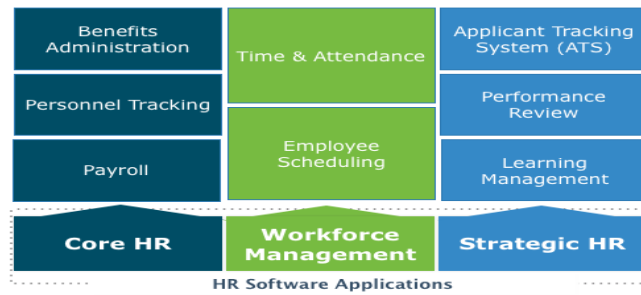 Benefits
Administration
Time & Attendance
Applicant Tracking
System (ATS)
Personnel Tracking
Performance
Review
Employee
Scheduling
Payroll
Learning
Management
Core HR
Workforce
Management
Strategic HR
HR Software Applications